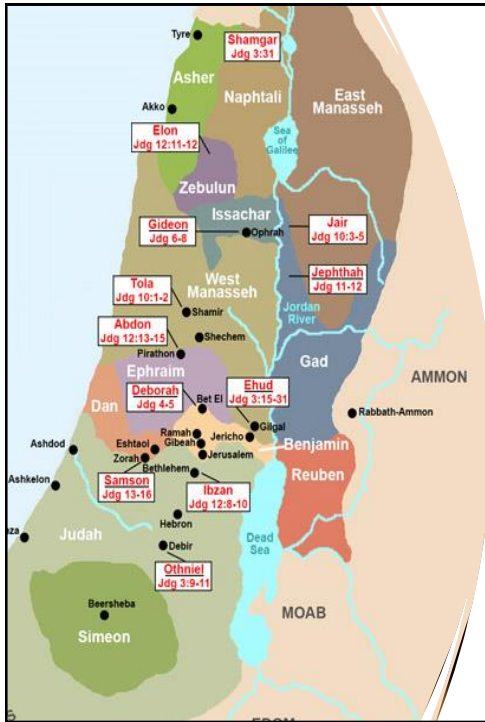 Tyre
Shamgar
Jdg 3:31
Asher
Naphtali
East
Manasseh
Akko
Sea
of
Galilee
Elon
Jdg 12:11-12
Zebulun
Issachar
Gideon
Jdg 6-8
Ophrah
Jair
Jdg 10:3-5
West
Manasseh
Jephthah
Jdg 11-12
Tola
Jdg 10:1-2
Shamir
Jordan
River
Abdon
Jdg 12:13-15
Shechem
Pirathon
Ephraim
Gad
AMMON
Deborah
Jdg 4-5
Bet El
Ehud
Jdg 3:15-31
Dan
Rabbath-Ammon
Ramah
Gilgal
Ashdod
Eshtaol
Gibeah
Jericho
Benjamin
Zorah
Jerusalem
Bethlehem
Reuben
Ashkelon
Samson
Jdg 13-16
Ibzan
Jdg 12:8-10
Hebron
Judah
Debir
Dead
Sea
Othniel
Jdg 3:9-11
Beersheba
Simeon
MOAB